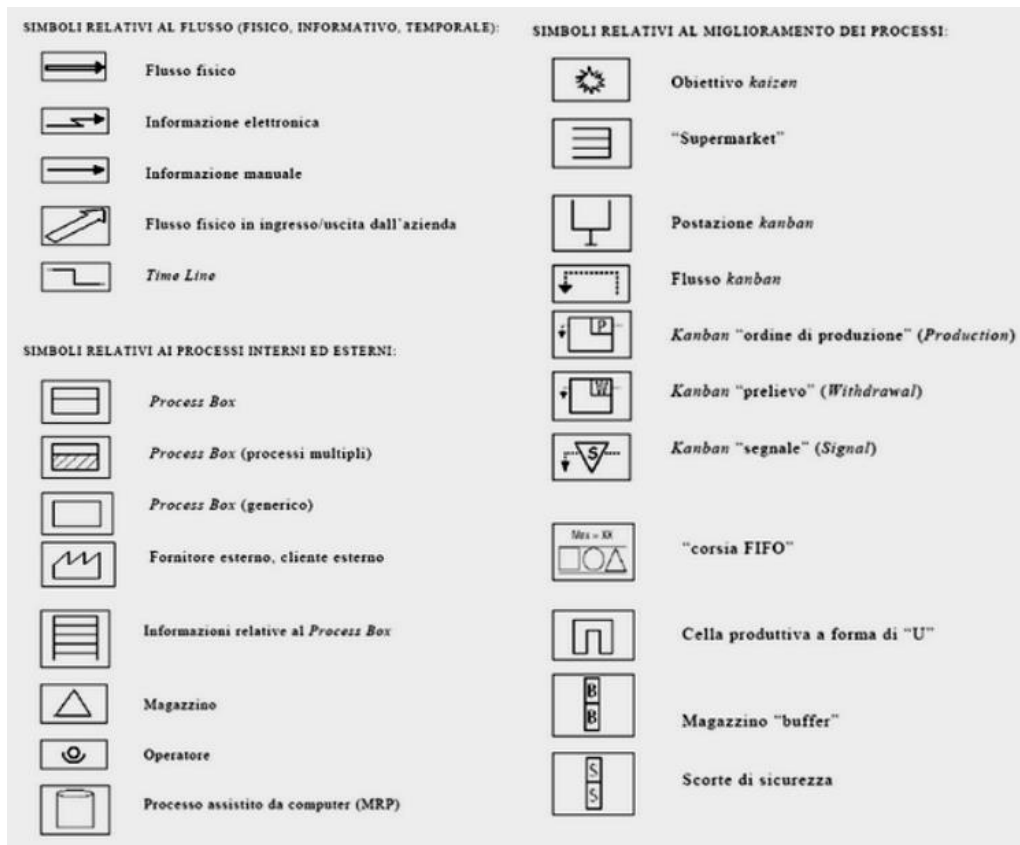 SIMBOLI RELATIVI AL FLUSSO (FISICO, INFORMATIVO, TEMPORALE):
Flusso fisico
Informazione elettronica
Informazione manuale
Flusso fisico in ingresso/uscita dall'azienda
Time Line
SIMBOLI RELATIVI AI PROCESSI INTERNI ED ESTERNI:
Process Box
Process Box (processi multipli)
Process Box (generico)
Fornitore esterno, cliente esterno
Informazioni relative al Process Box
Magazzino
Operatore
Processo assistito da computer (MRP)
SIMBOLI RELATIVI AL MIGLIORAMENTO DEI PROCESSI:
Obiettivo kaizen
"Supermarket"
Postazione kanban
Flusso kanban
P
Kanban "ordine di produzione" (Production)
W
Kanban "prelievo" (Withdrawal)
S
Kanban "segnale" (Signal)
Max = XX
"corsia FIFO"
Cella produttiva a forma di "U"
B
B
Magazzino "buffer"
S
S
Scorte di sicurezza